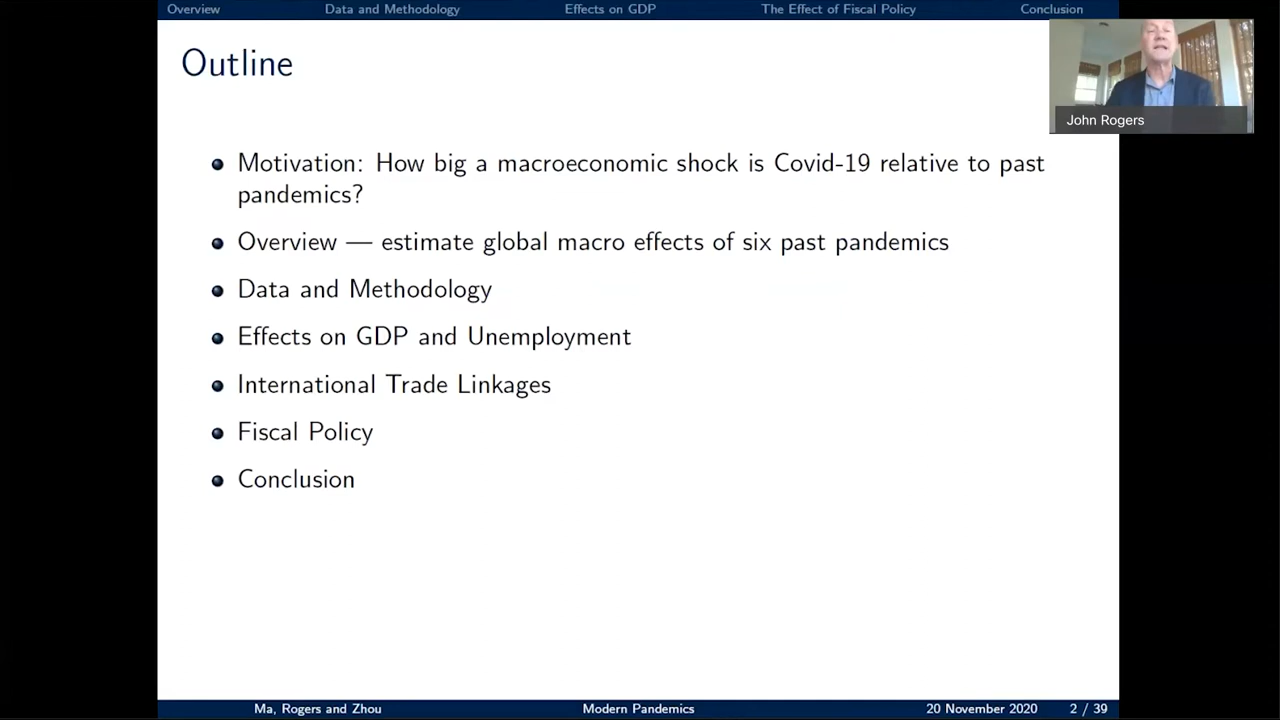 Overview Data and Methodology Effects on GDP The Effect of Fiscal Policy Conclusion
Outline
John Rogers
Motivation: How big a macroeconomic shock is Covid-19 relative to past
pandemics?
Overview — estimate global macro effects of six past pandemics
Data and Methodology
Effects on GDP and Unemployment
International Trade Linkages
Fiscal Policy
Conclusion
Ma, Rogers and Zhou Modern Pandemics 20 November 2020 2 / 39